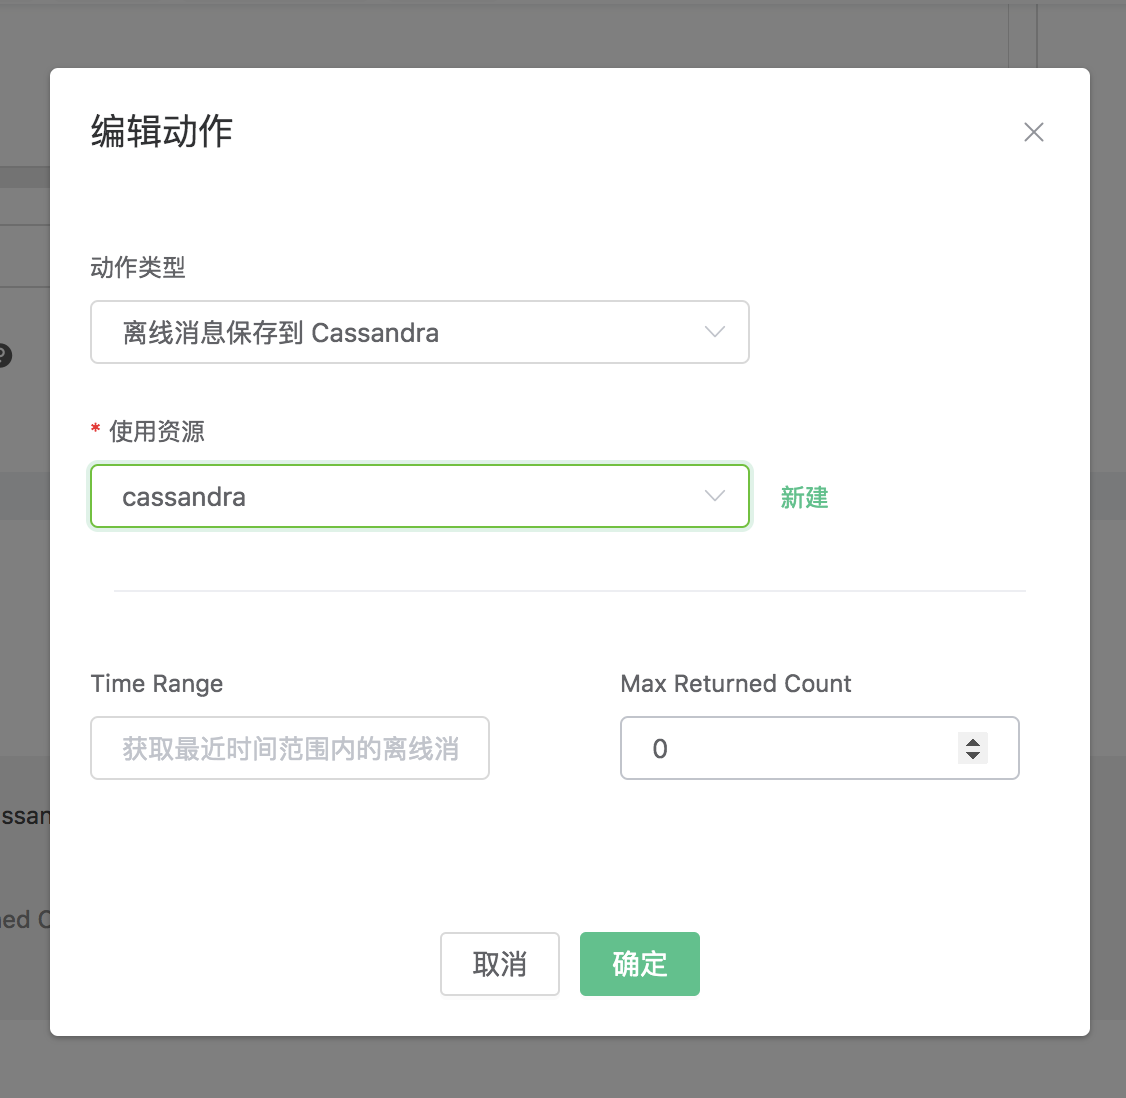 编辑动作
动作类型
离线消息保存到 Cassandra
* 使用资源
cassandra
新建
Time Range
Max Returned Count
获取最近时间范围内的离线消
0
ssan
ed C
取消
确定